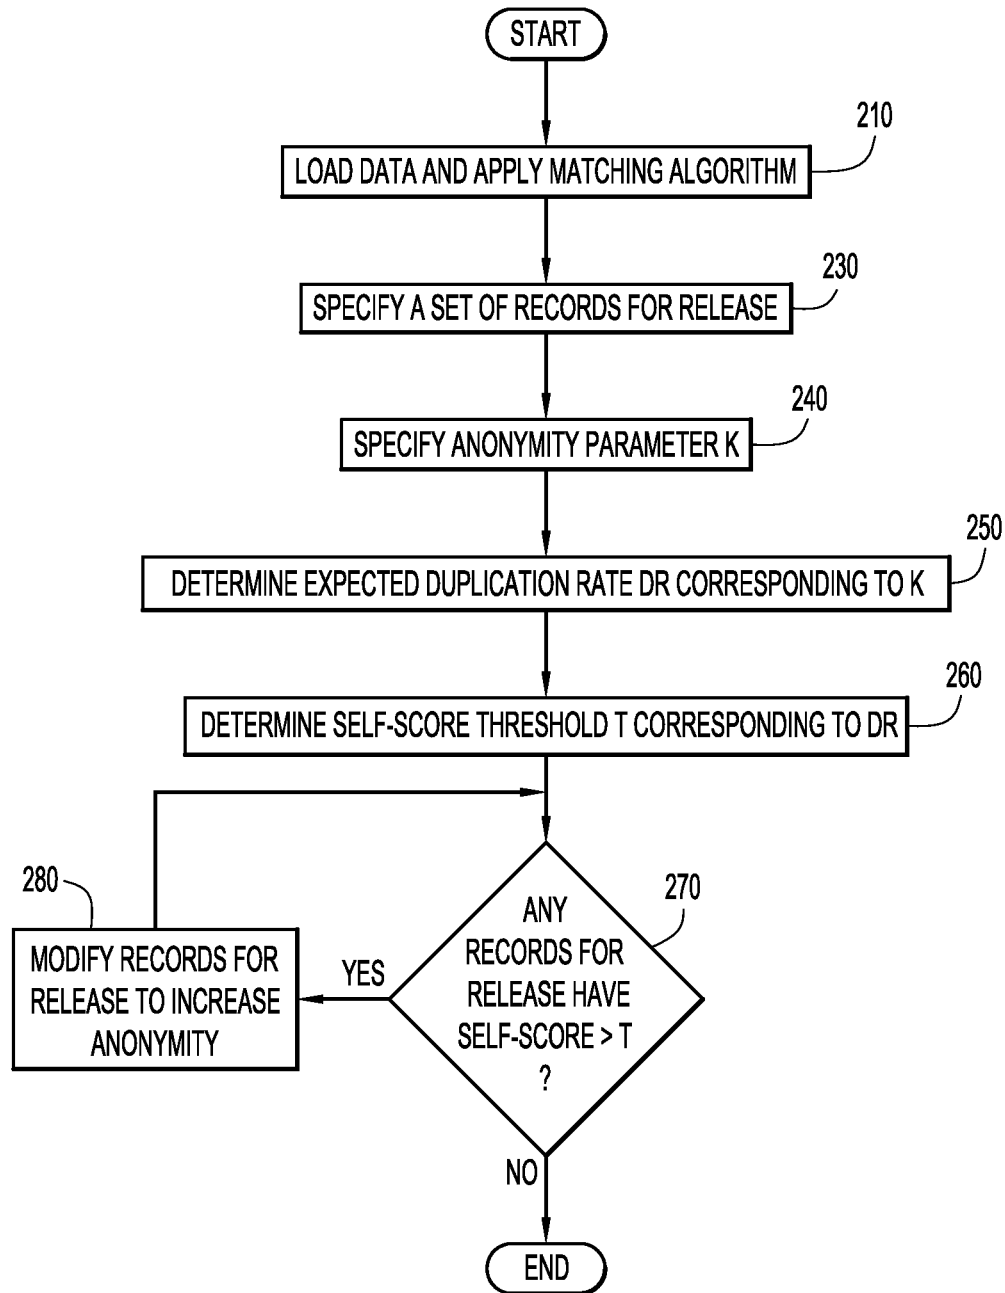 START
210
LOAD DATA AND APPLY MATCHING ALGORITHM
230
SPECIFY A SET OF RECORDS FOR RELEASE
240
SPECIFY ANONYMITY PARAMETER K
250
DETERMINE EXPECTED DUPLICATION RATE DR CORRESPONDING TO K
260
DETERMINE SELF-SCORE THRESHOLD T CORRESPONDING TO DR
270
ANY
RECORDS FOR
RELEASE HAVE
SELF-SCORE > T
?
YES
280
MODIFY RECORDS FOR
RELEASE TO INCREASE
ANONYMITY
NO
END